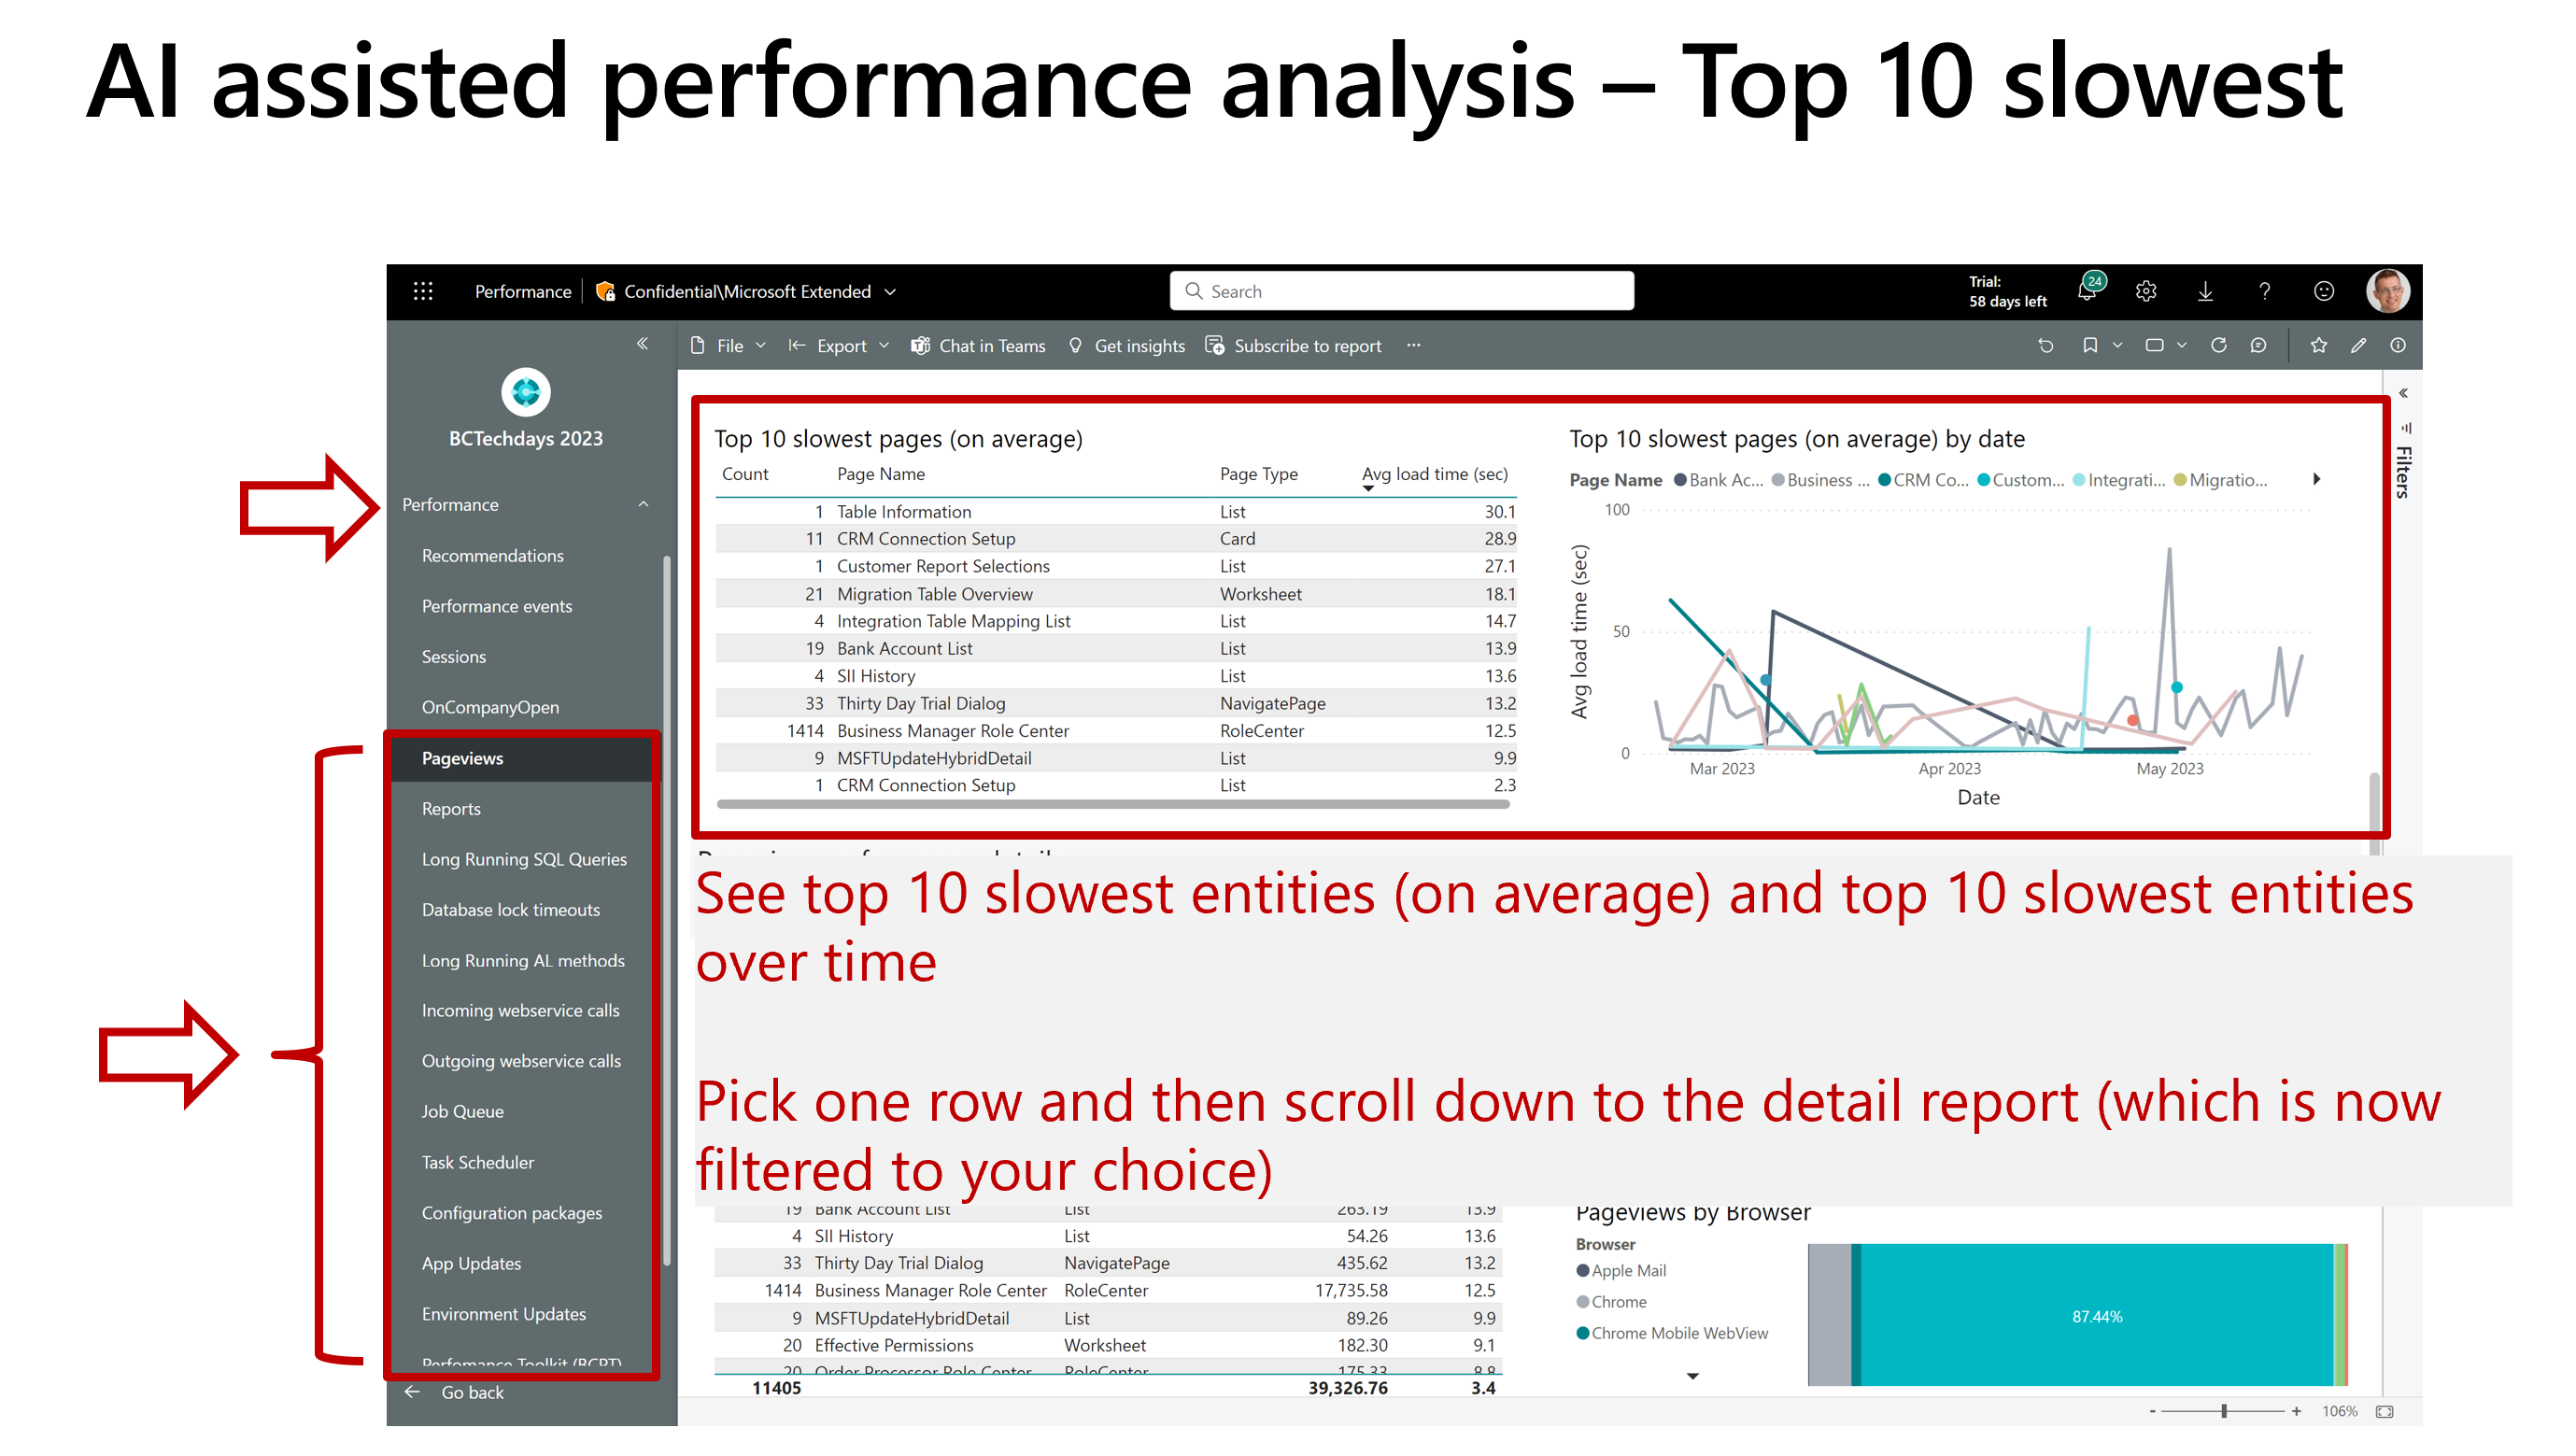 AI assisted performance analysis – Top 10 slowest
Performance Confidential\Microsoft Extended
Search
Trial:
58 days left
24
File Export Chat in Teams Get insights Subscribe to report ...
BCTechdays 2023
Performance
Recommendations
Performance events
Sessions
OnCompanyOpen
Pageviews
Reports
Long Running SQL Queries
Database lock timeouts
Long Running AL methods
Incoming webservice calls
Outgoing webservice calls
Job Queue
Task Scheduler
Configuration packages
App Updates
Environment Updates
Perfomance Toolkit (BCPT)
Go back
Top 10 slowest pages (on average)
Count Page Name Page Type Avg load time (sec)
1 Table Information List 30.1
11 CRM Connection Setup Card 28.9
1 Customer Report Selections List 27.1
21 Migration Table Overview Worksheet 18.1
4 Integration Table Mapping List List 14.7
19 Bank Account List List 13.9
4 SII History List 13.6
33 Thirty Day Trial Dialog NavigatePage 13.2
1414 Business Manager Role Center RoleCenter 12.5
9 MSFTUpdateHybridDetail List 9.9
1 CRM Connection Setup List 2.3
Top 10 slowest pages (on average) by date
Page Name Bank Ac... Business ... CRM Co... Custom... Integrati... Migratio...
100
50
0
Avg load time (sec)
Mar 2023 Apr 2023 May 2023
Date
Filters
See top 10 slowest entities (on average) and top 10 slowest entities
over time
Pick one row and then scroll down to the detail report (which is now
filtered to your choice)
19 Bank Account List List 263.19 13.9
4 SII History List 54.26 13.6
33 Thirty Day Trial Dialog NavigatePage 435.62 13.2
1414 Business Manager Role Center RoleCenter 17,735.58 12.5
9 MSFTUpdateHybridDetail List 89.26 9.9
20 Effective Permissions Worksheet 182.30 9.1
20 Order Processor Role Center RoleCenter 175.33 8.8
11405 39,326.76 3.4
Pageviews by Browser
Browser
Apple Mail
Chrome
Chrome Mobile WebView
87.44%
- + 106%